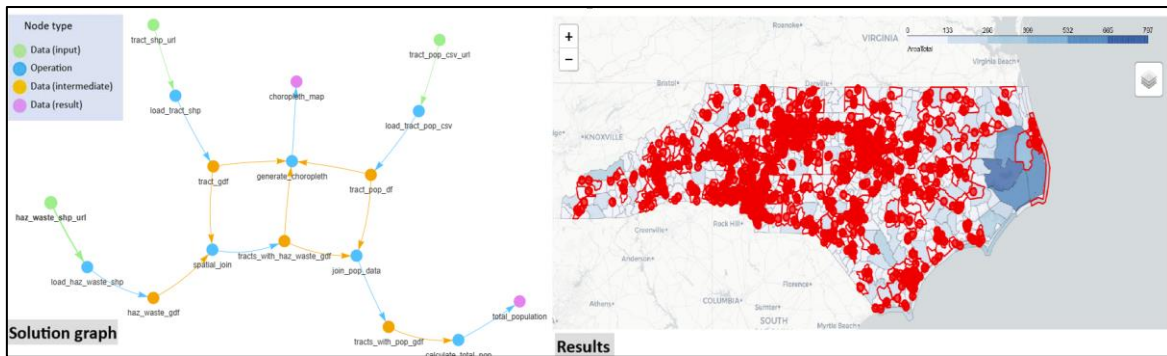 Node type
Data (input)
Operation
Data (intermediate)
Data (result)
tract_shp_url
tract_pop_csv_url
choropleth_map
load_tract_shp
load_tract_pop_csv
tract_gdf
generate_choropleth
tract_pop_df
haz_waste_shp_url
spatial_join
tracts_with_haz_waste_gdf
join_pop_data
load_haz_waste_shp
haz_waste_gdf
total_population
tracts_with_pop_gdf
calculate_total_pop
Solution graph
+
−
Roanoke
VIRGINIA
0 133 266 399 532 665 797
AreaTotal
Virginia Beach
Bristol
Danville
KNOXVILLE
Greenville
Rock Hill
Anderson
Florence
Athens
COLUMBIA
Sumter
SOUTH
Myrtle Beach
Results